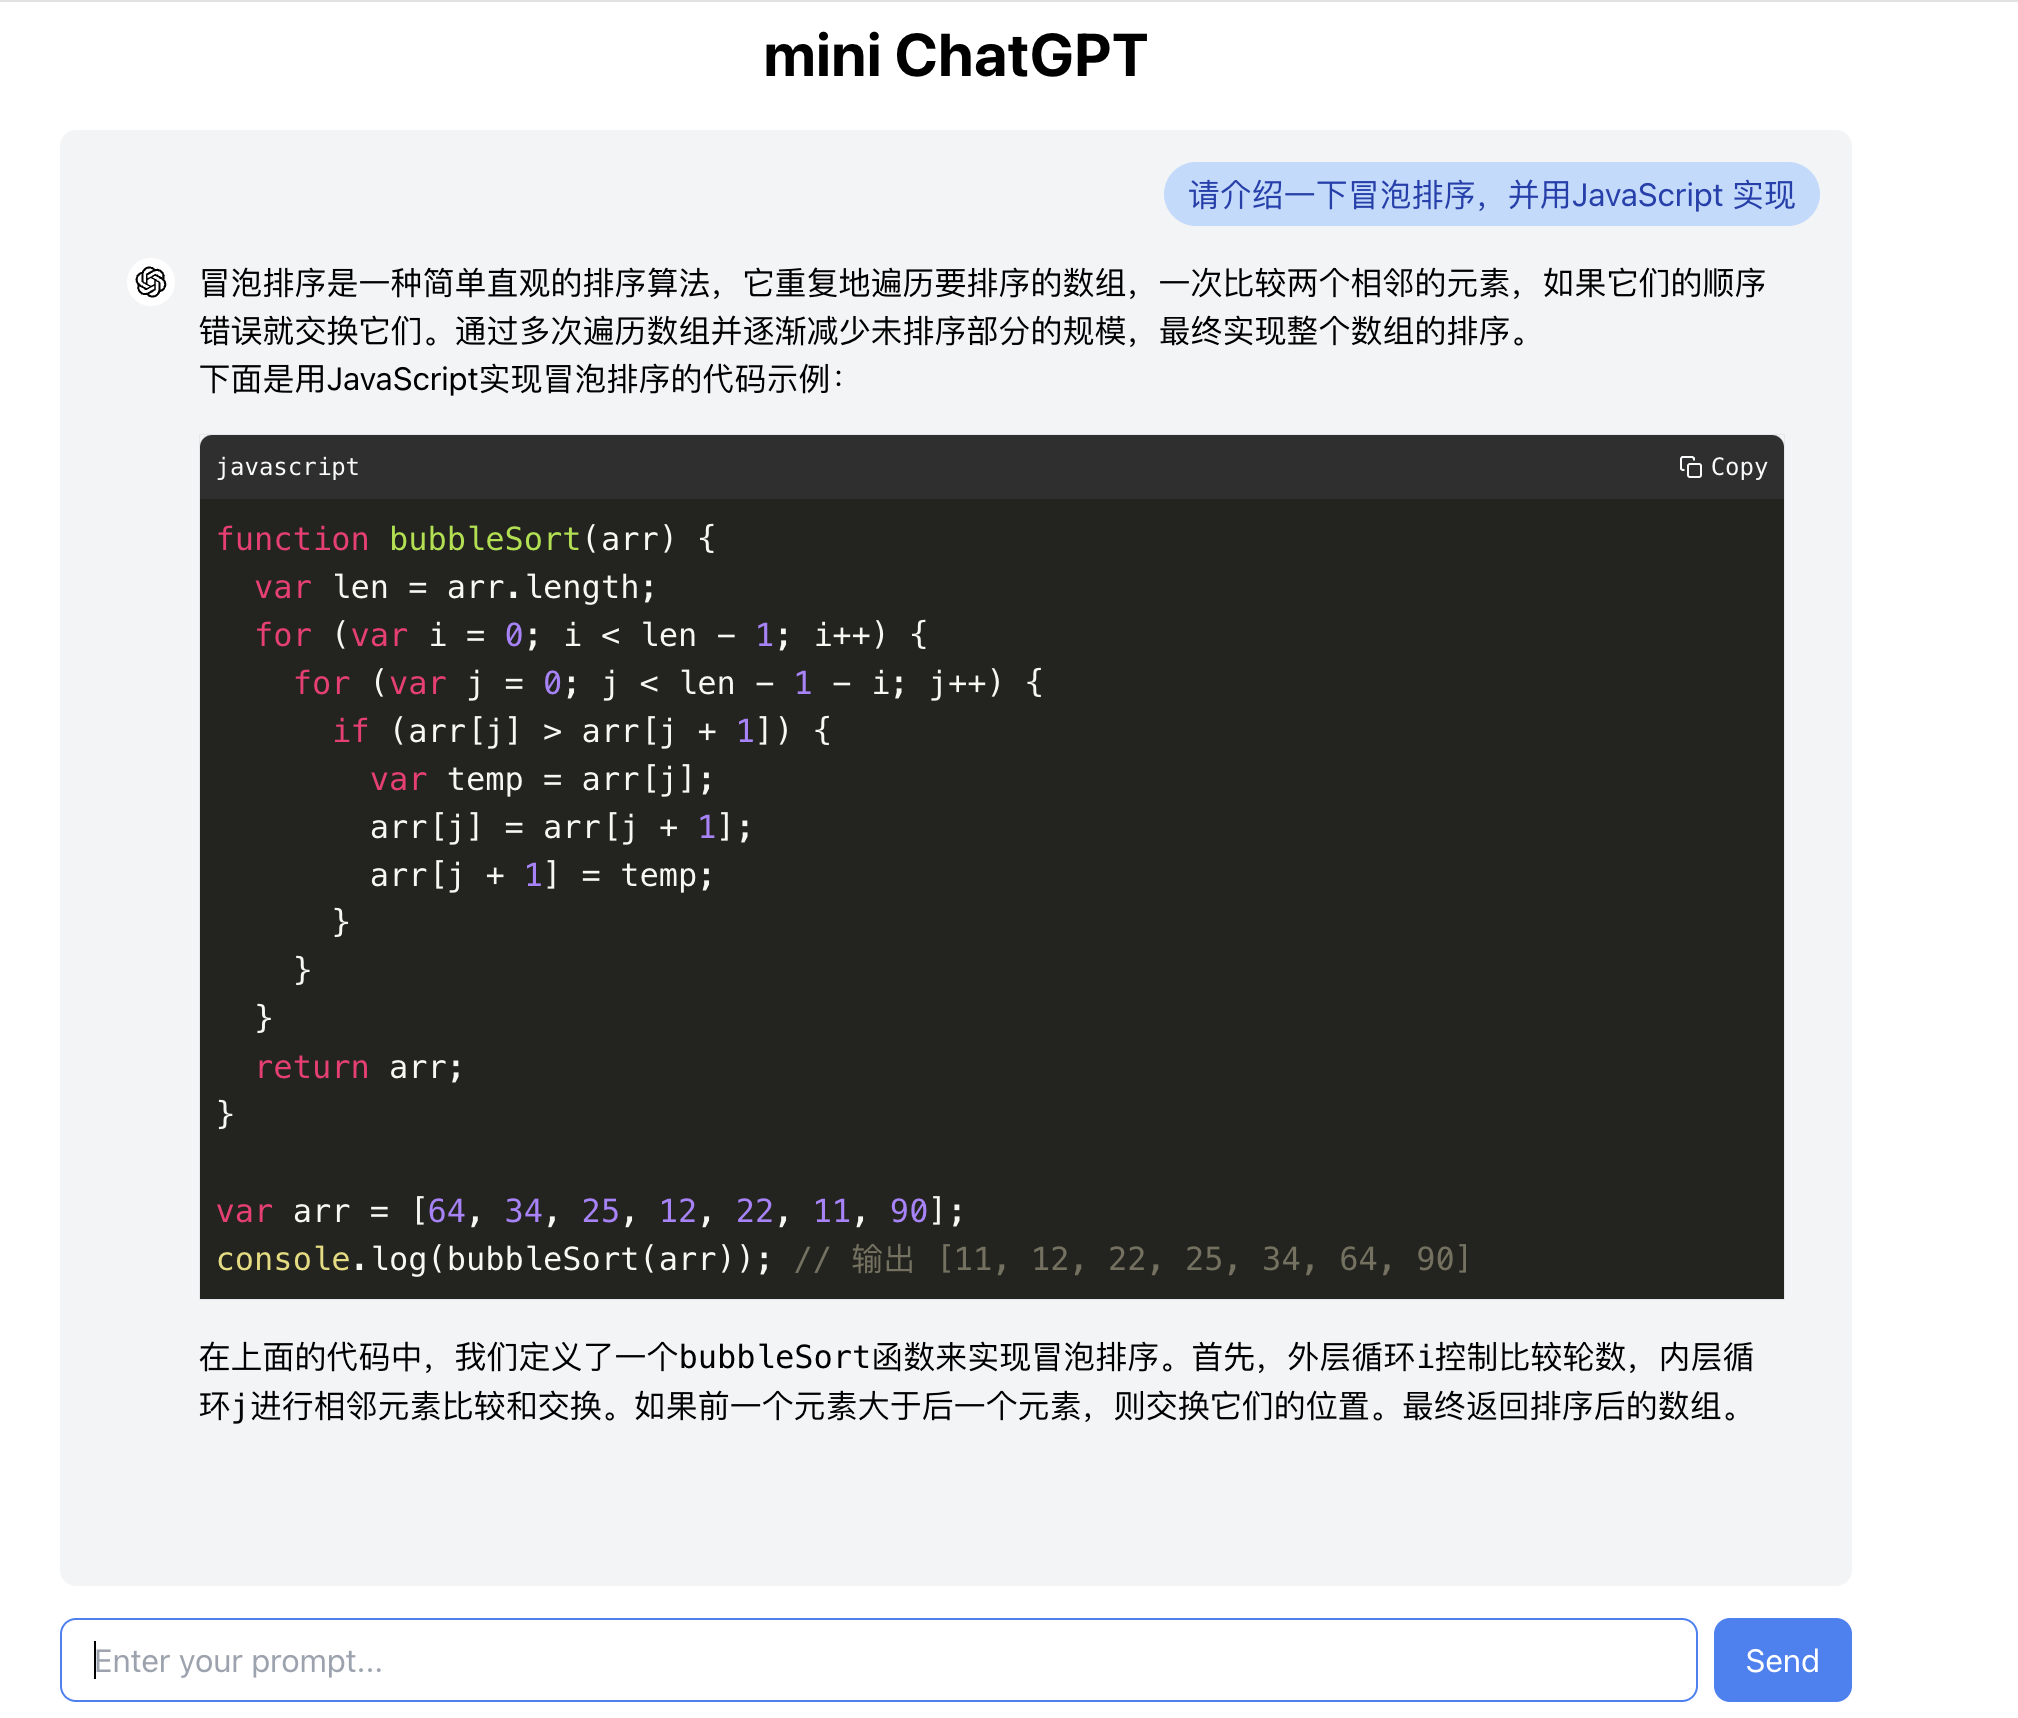 mini ChatGPT
请介绍一下冒泡排序，并用JavaScript 实现
冒泡排序是一种简单直观的排序算法，它重复地遍历要排序的数组，一次比较两个相邻的元素，如果它们的顺序
错误就交换它们。通过多次遍历数组并逐渐减少未排序部分的规模，最终实现整个数组的排序。
下面是用JavaScript实现冒泡排序的代码示例：
javascript
Copy
function bubbleSort(arr) {
  var len = arr.length;
  for (var i = 0; i < len - 1; i++) {
    for (var j = 0; j < len - 1 - i; j++) {
      if (arr[j] > arr[j + 1]) {
        var temp = arr[j];
        arr[j] = arr[j + 1];
        arr[j + 1] = temp;
      }
    }
  }
  return arr;
}

var arr = [64, 34, 25, 12, 22, 11, 90];
console.log(bubbleSort(arr)); // 输出 [11, 12, 22, 25, 34, 64, 90]
在上面的代码中，我们定义了一个bubbleSort函数来实现冒泡排序。首先，外层循环i控制比较轮数，内层循
环j进行相邻元素比较和交换。如果前一个元素大于后一个元素，则交换它们的位置。最终返回排序后的数组。
Enter your prompt...
Send